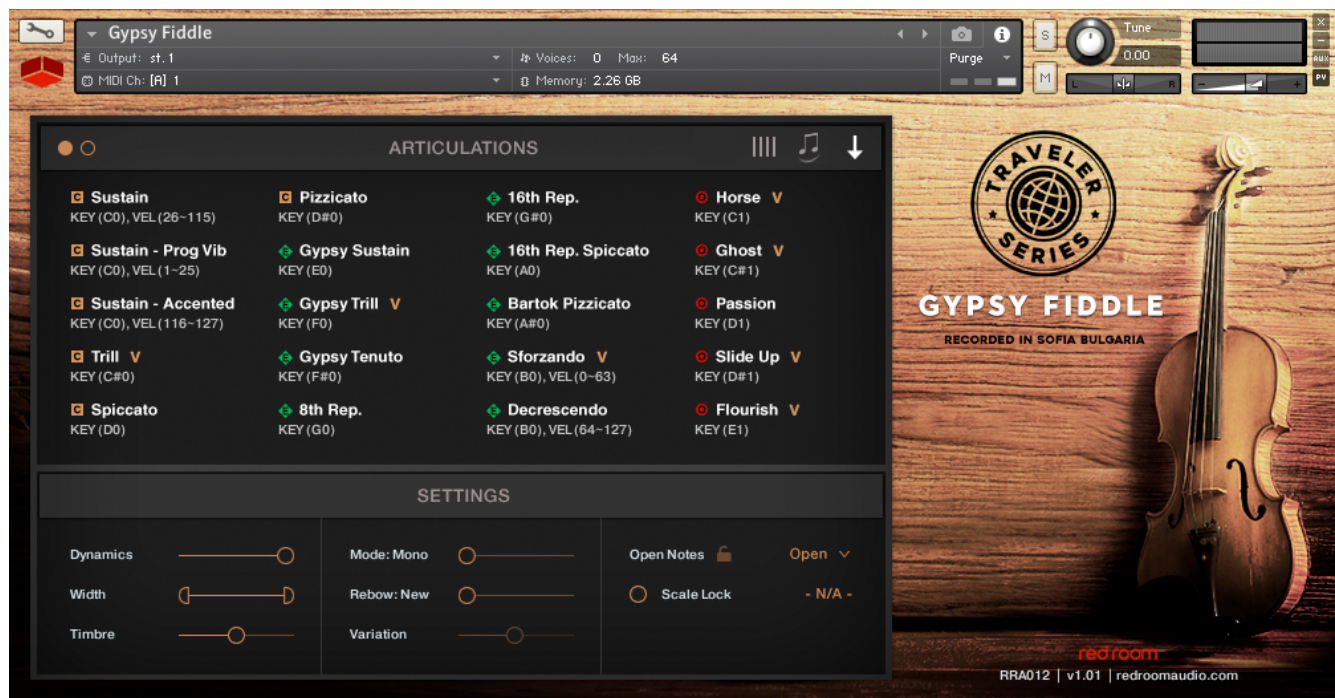 Gypsy Fiddle
Output: st.1
Voices: 0 Max: 64
Purge
MIDI Ch: [A] 1
Memory: 2.26 GB
S
M
Tune
0.00
L R
- +
×
-
AUX
PV
ARTICULATIONS
C Sustain
KEY (C0), VEL (26~115)
C Sustain - Prog Vib
KEY (C0), VEL (1~25)
C Sustain - Accented
KEY (C0), VEL (116~127)
C Trill V
KEY (C#0)
C Spiccato
KEY (D0)
C Pizzicato
KEY (D#0)
E Gypsy Sustain
KEY (E0)
E Gypsy Trill V
KEY (F0)
E Gypsy Tenuto
KEY (F#0)
E 8th Rep.
KEY (G0)
E 16th Rep.
KEY (G#0)
E 16th Rep. Spiccato
KEY (A0)
E Bartok Pizzicato
KEY (A#0)
E Sforzando V
KEY (B0), VEL (0~63)
E Decrescendo
KEY (B0), VEL (64~127)
O Horse V
KEY (C1)
O Ghost V
KEY (C#1)
O Passion
KEY (D1)
O Slide Up V
KEY (D#1)
O Flourish V
KEY (E1)
SETTINGS
Dynamics
Width
Timbre
Mode: Mono
Rebow: New
Variation
Open Notes Open
Scale Lock - N/A -
TRAVELER
SERIES
GYPSY FIDDLE
RECORDED IN SOFIA BULGARIA
red room
RRA012 | v1.01 | redroomaudio.com